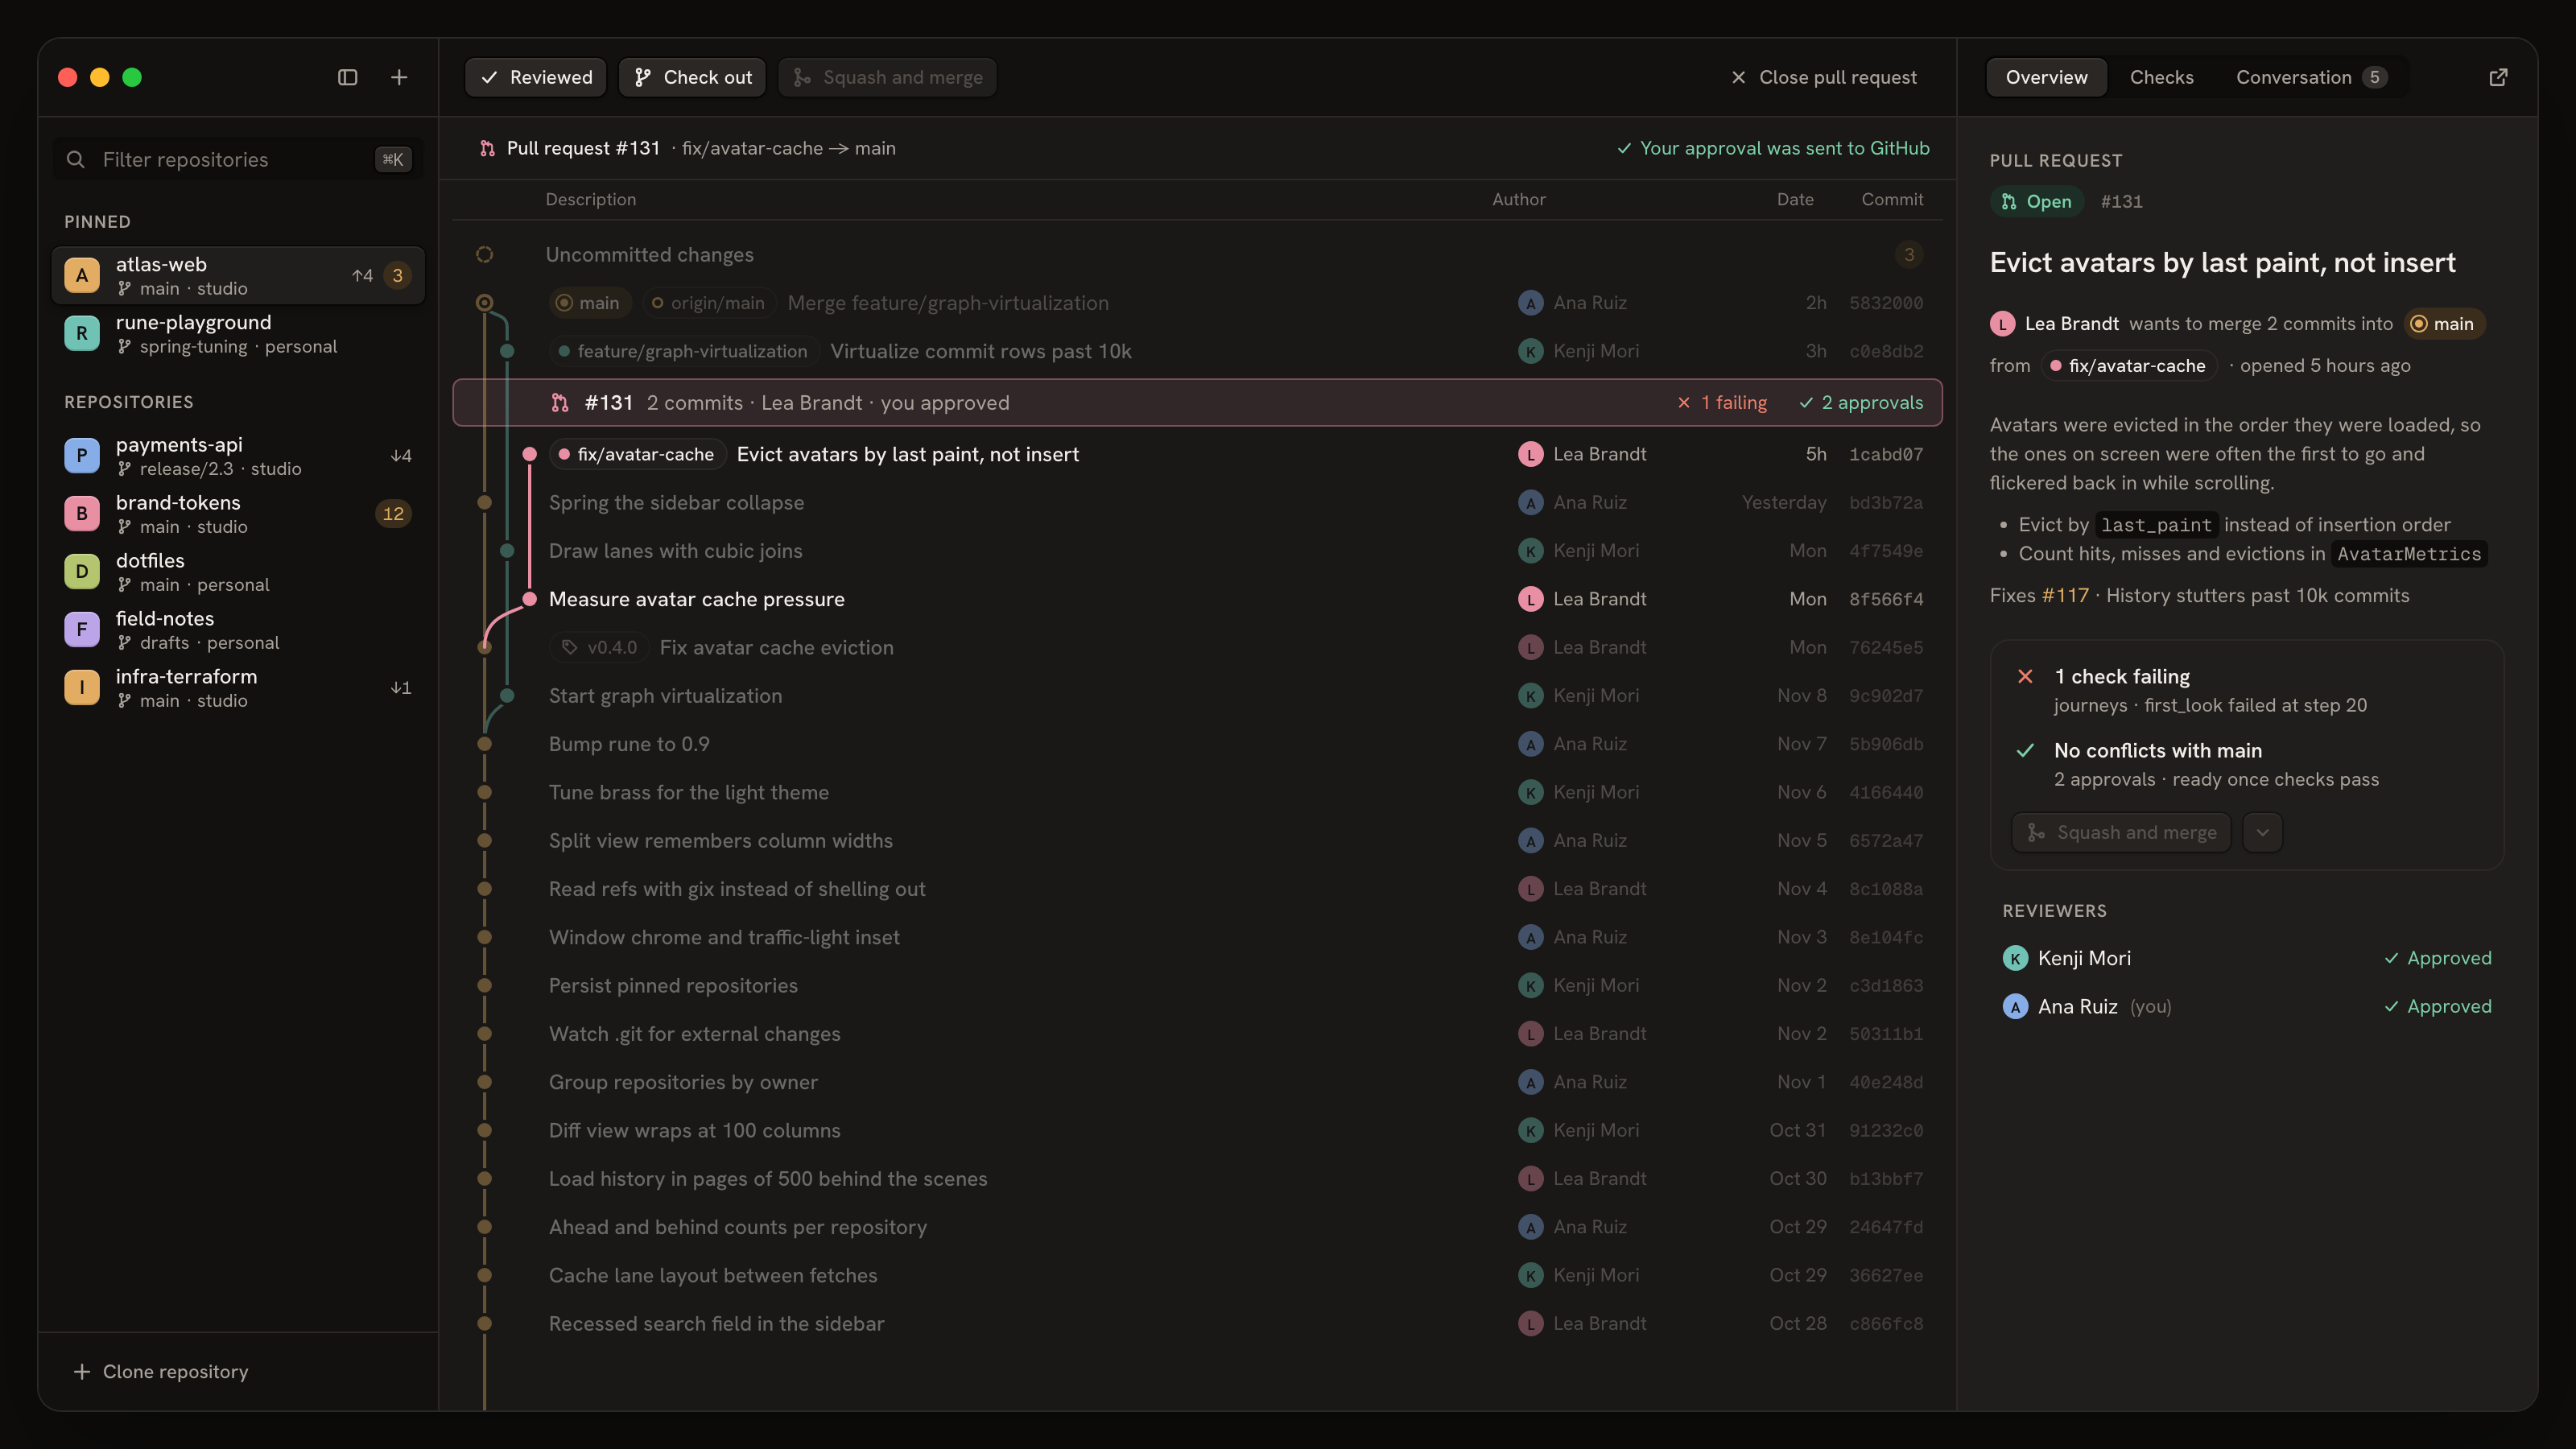 Filter repositories ⌘K
PINNED
A atlas-web ↑4 3
main · studio
R rune-playground
spring-tuning · personal
REPOSITORIES
P payments-api ↓4
release/2.3 · studio
B brand-tokens 12
main · studio
D dotfiles
main · personal
F field-notes
drafts · personal
I infra-terraform ↓1
main · studio
Clone repository
Reviewed Check out Squash and merge Close pull request
Pull request #131 · fix/avatar-cache → main Your approval was sent to GitHub
Description Author Date Commit
Uncommitted changes 3
main origin/main Merge feature/graph-virtualization A Ana Ruiz 2h 5832000
feature/graph-virtualization Virtualize commit rows past 10k K Kenji Mori 3h c0e8db2
#131 2 commits · Lea Brandt · you approved 1 failing 2 approvals
fix/avatar-cache Evict avatars by last paint, not insert L Lea Brandt 5h 1cabd07
Spring the sidebar collapse A Ana Ruiz Yesterday bd3b72a
Draw lanes with cubic joins K Kenji Mori Mon 4f7549e
Measure avatar cache pressure L Lea Brandt Mon 8f566f4
v0.4.0 Fix avatar cache eviction L Lea Brandt Mon 76245e5
Start graph virtualization K Kenji Mori Nov 8 9c902d7
Bump rune to 0.9 A Ana Ruiz Nov 7 5b906db
Tune brass for the light theme K Kenji Mori Nov 6 4166440
Split view remembers column widths A Ana Ruiz Nov 5 6572a47
Read refs with gix instead of shelling out L Lea Brandt Nov 4 8c1088a
Window chrome and traffic-light inset A Ana Ruiz Nov 3 8e104fc
Persist pinned repositories K Kenji Mori Nov 2 c3d1863
Watch .git for external changes L Lea Brandt Nov 2 50311b1
Group repositories by owner A Ana Ruiz Nov 1 40e248d
Diff view wraps at 100 columns K Kenji Mori Oct 31 91232c0
Load history in pages of 500 behind the scenes L Lea Brandt Oct 30 b13bbf7
Ahead and behind counts per repository A Ana Ruiz Oct 29 24647fd
Cache lane layout between fetches K Kenji Mori Oct 29 36627ee
Recessed search field in the sidebar L Lea Brandt Oct 28 c866fc8
Overview Checks Conversation 5
PULL REQUEST
Open #131
Evict avatars by last paint, not insert
L Lea Brandt wants to merge 2 commits into main
from fix/avatar-cache · opened 5 hours ago
Avatars were evicted in the order they were loaded, so
the ones on screen were often the first to go and
flickered back in while scrolling.
• Evict by last_paint instead of insertion order
• Count hits, misses and evictions in AvatarMetrics
Fixes #117 · History stutters past 10k commits
1 check failing
journeys · first_look failed at step 20
No conflicts with main
2 approvals · ready once checks pass
Squash and merge
REVIEWERS
K Kenji Mori Approved
A Ana Ruiz (you) Approved